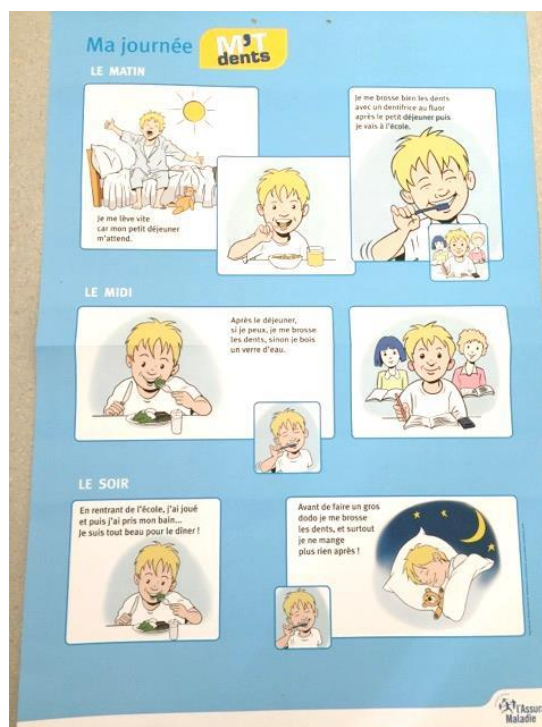 Ma journée
M'T
dents
LE MATIN
Je me lève vite
car mon petit déjeuner
m'attend.
Je me brosse bien les dents
avec un dentifrice au fluor
après le petit déjeuner puis
je vais à l'école.
LE MIDI
Après le déjeuner,
si je peux, je me brosse
les dents, sinon je bois
un verre d'eau.
LE SOIR
En rentrant de l'école, j'ai joué
et puis j'ai pris mon bain...
Je suis tout beau pour le dîner !
Avant de faire un gros
dodo je me brosse
les dents, et surtout
je ne mange
plus rien après !
l'Assur
Maladie